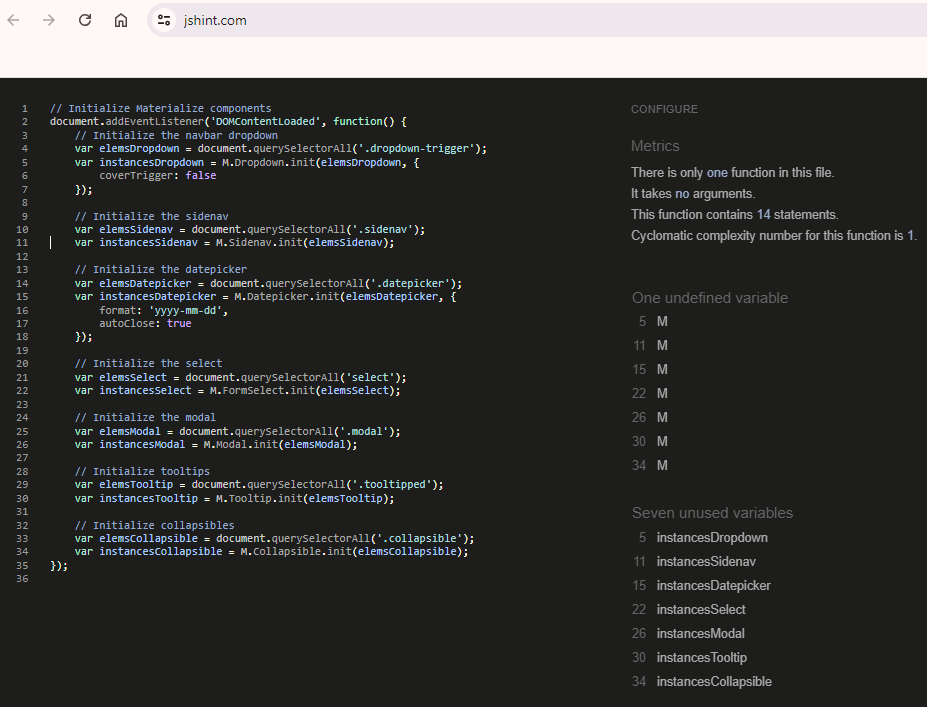 jshint.com
1 // Initialize Materialize components
2 document.addEventListener('DOMContentLoaded', function() {
3 // Initialize the navbar dropdown
4 var elemsDropdown = document.querySelectorAll('.dropdown-trigger');
5 var instancesDropdown = M.Dropdown.init(elemsDropdown, {
6 coverTrigger: false
7 });
8
9 // Initialize the sidenav
10 var elemsSidenav = document.querySelectorAll('.sidenav');
11 var instancesSidenav = M.Sidenav.init(elemsSidenav);
12
13 // Initialize the datepicker
14 var elemsDatepicker = document.querySelectorAll('.datepicker');
15 var instancesDatepicker = M.Datepicker.init(elemsDatepicker, {
16 format: 'yyyy-mm-dd',
17 autoClose: true
18 });
19
20 // Initialize the select
21 var elemsSelect = document.querySelectorAll('select');
22 var instancesSelect = M.FormSelect.init(elemsSelect);
23
24 // Initialize the modal
25 var elemsModal = document.querySelectorAll('.modal');
26 var instancesModal = M.Modal.init(elemsModal);
27
28 // Initialize tooltips
29 var elemsTooltip = document.querySelectorAll('.tooltipped');
30 var instancesTooltip = M.Tooltip.init(elemsTooltip);
31
32 // Initialize collapsibles
33 var elemsCollapsible = document.querySelectorAll('.collapsible');
34 var instancesCollapsible = M.Collapsible.init(elemsCollapsible);
35 });
36
CONFIGURE
Metrics
There is only one function in this file.
It takes no arguments.
This function contains 14 statements.
Cyclomatic complexity number for this function is 1.
One undefined variable
5 M
11 M
15 M
22 M
26 M
30 M
34 M
Seven unused variables
5 instancesDropdown
11 instancesSidenav
15 instancesDatepicker
22 instancesSelect
26 instancesModal
30 instancesTooltip
34 instancesCollapsible